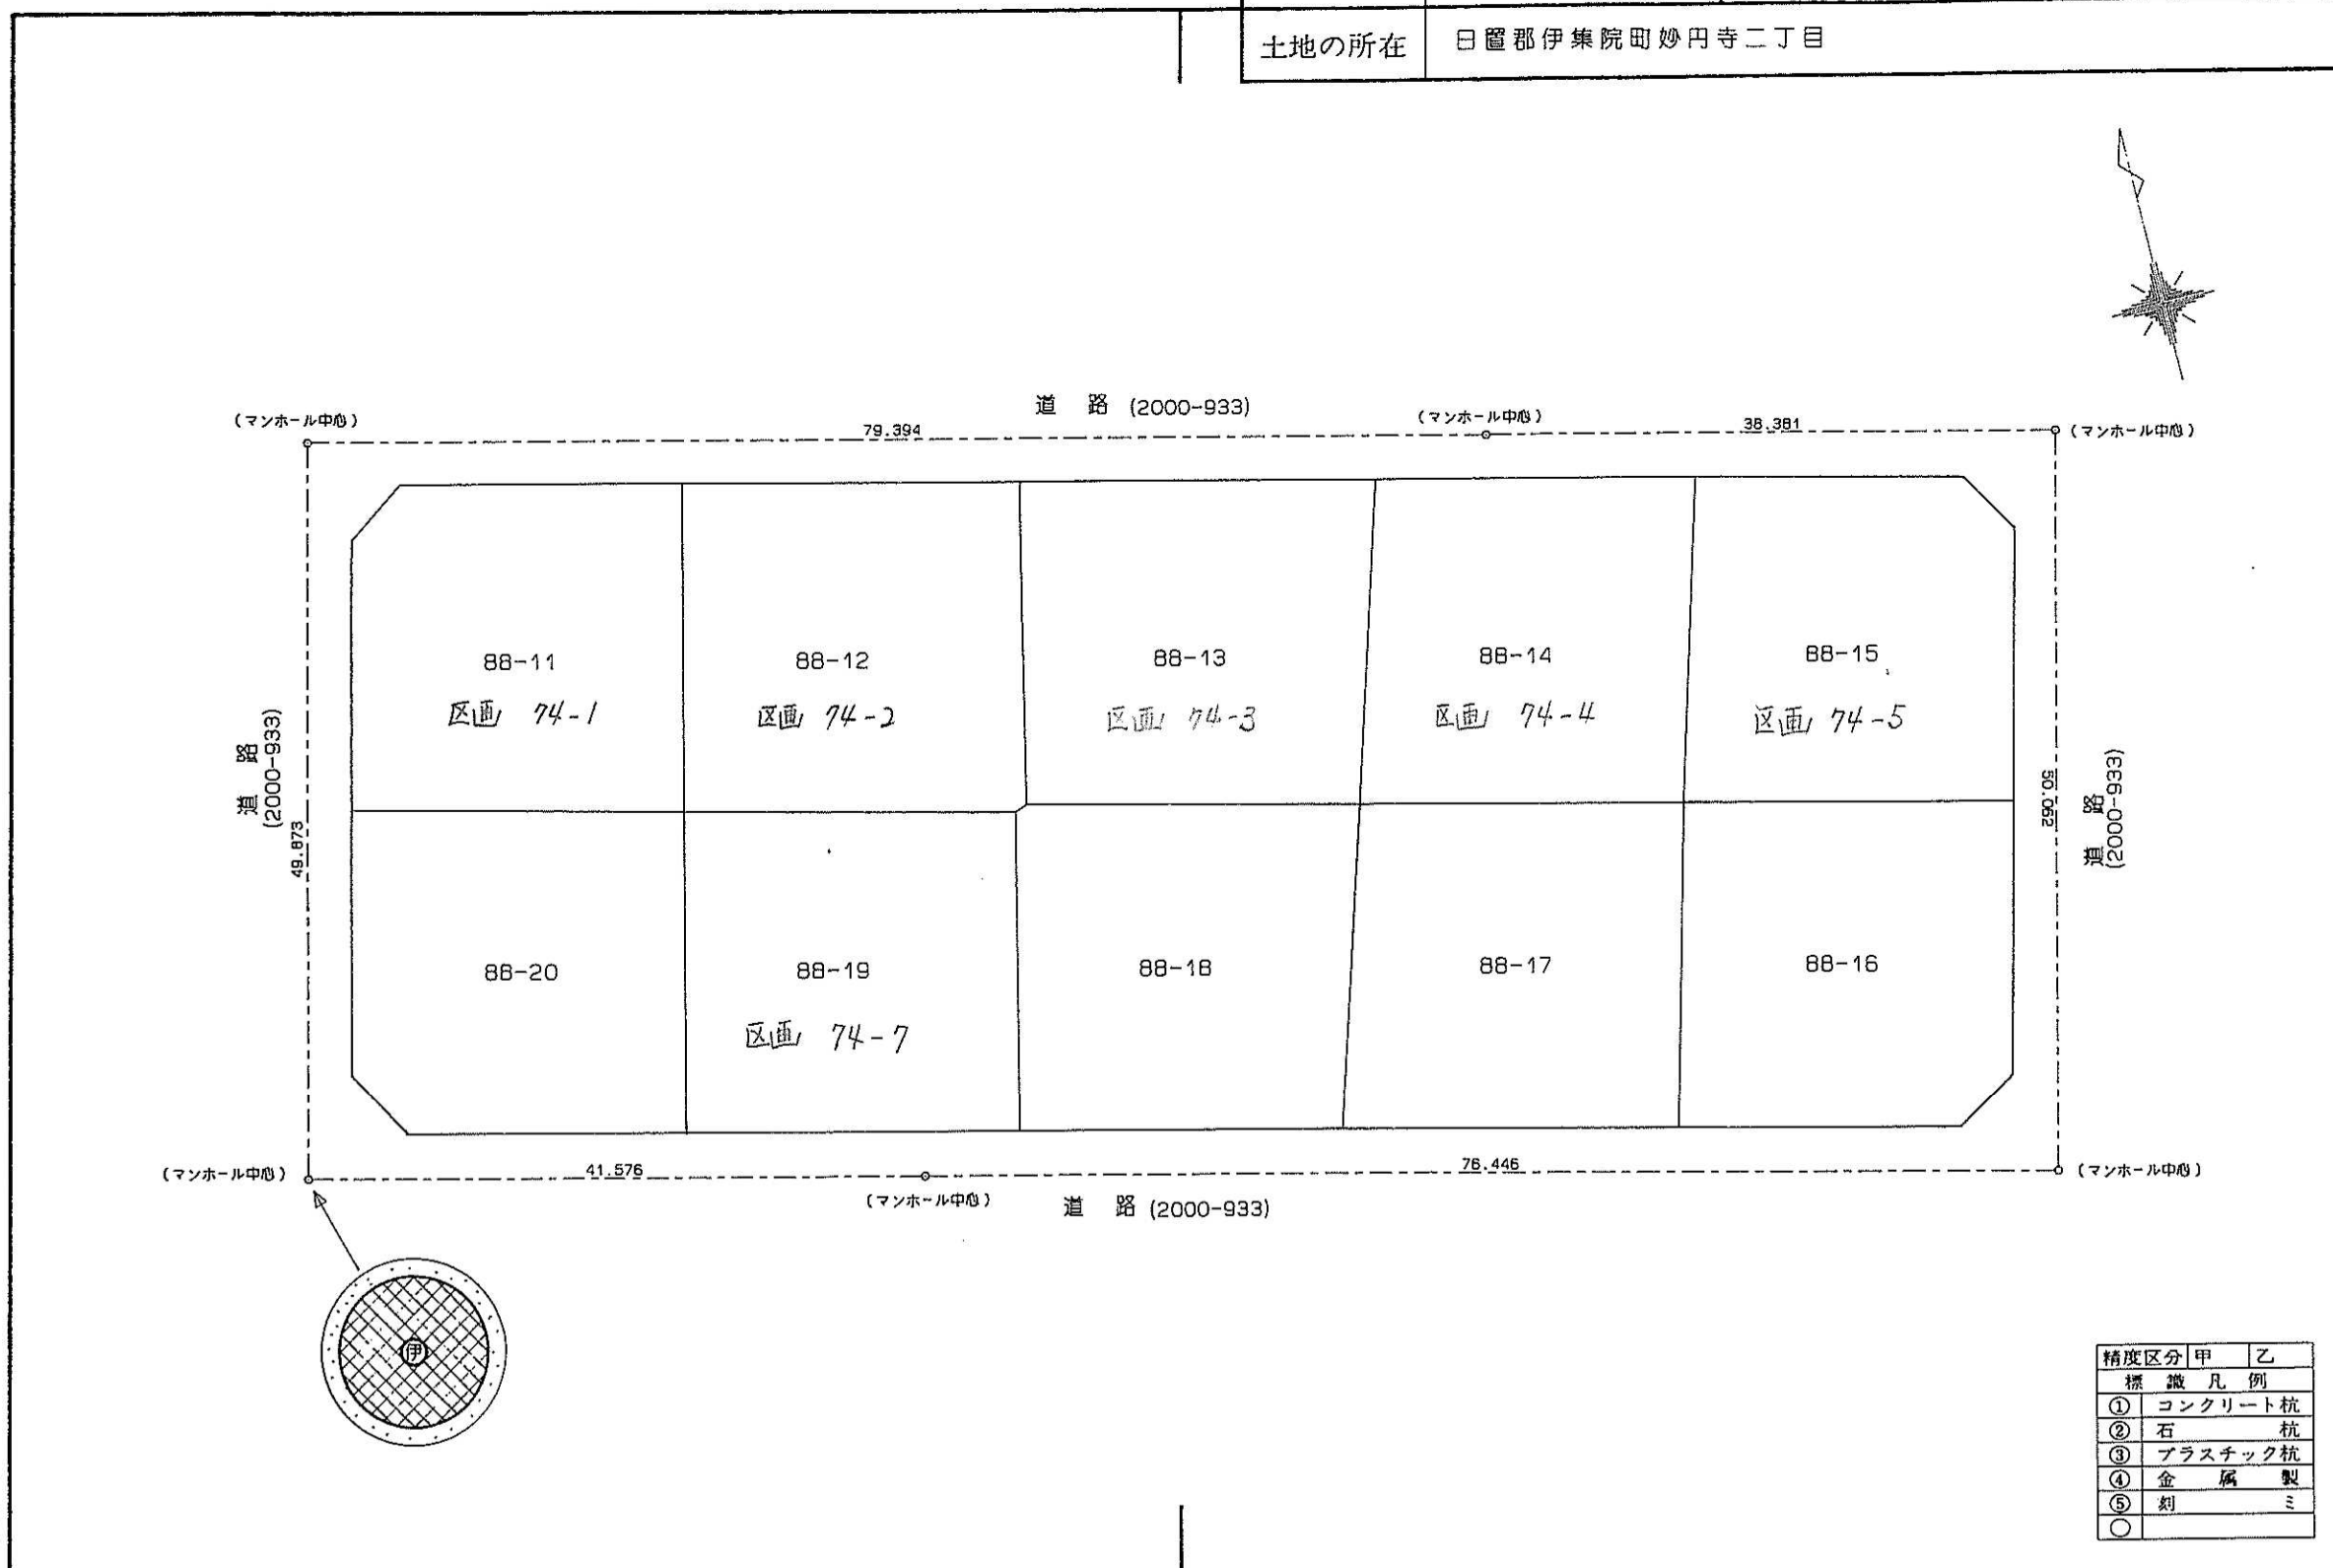 土地の所在 日置郡伊集院町妙円寺二丁目
道 路 (2000-933)
(マンホール中心)
79.394
(マンホール中心)
38.381
(マンホール中心)
88-11
88-12
88-13
88-14
88-15
区画 74-1
区画 74-2
区画 74-3
区画 74-4
区画 74-5
道 路
(2000-933)
49.873
50.062
道 路
(2000-933)
88-20
88-19
88-18
88-17
88-16
区画 74-7
(マンホール中心)
41.576
(マンホール中心)
76.446
(マンホール中心)
道 路 (2000-933)
伊
精度区分 甲 乙
標 識 凡 例
① コンクリート杭
② 石 杭
③ プラスチック杭
④ 金 属 製
⑤ 刻 ミ